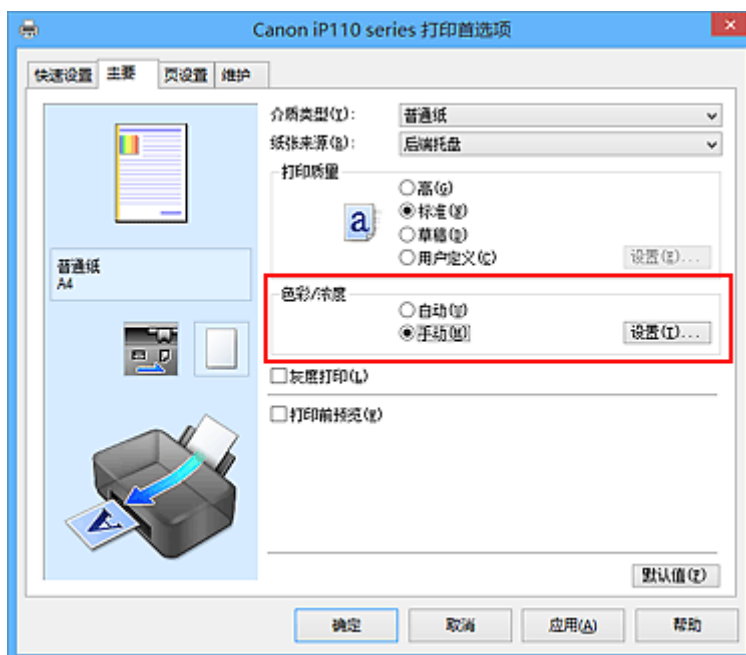 Canon iP110 series 打印首选项
快速设置 主要 页设置 维护
介质类型(Y): 普通纸
纸张来源(B): 后端托盘
打印质量
高(G)
a 标准(N)
草稿(D)
用户定义(C) 设置(E)...
普通纸
A4
色彩/浓度
自动(U)
手动(M) 设置(T)...
灰度打印(L)
打印前预览(W)
A
默认值(F)
确定 取消 应用(A) 帮助